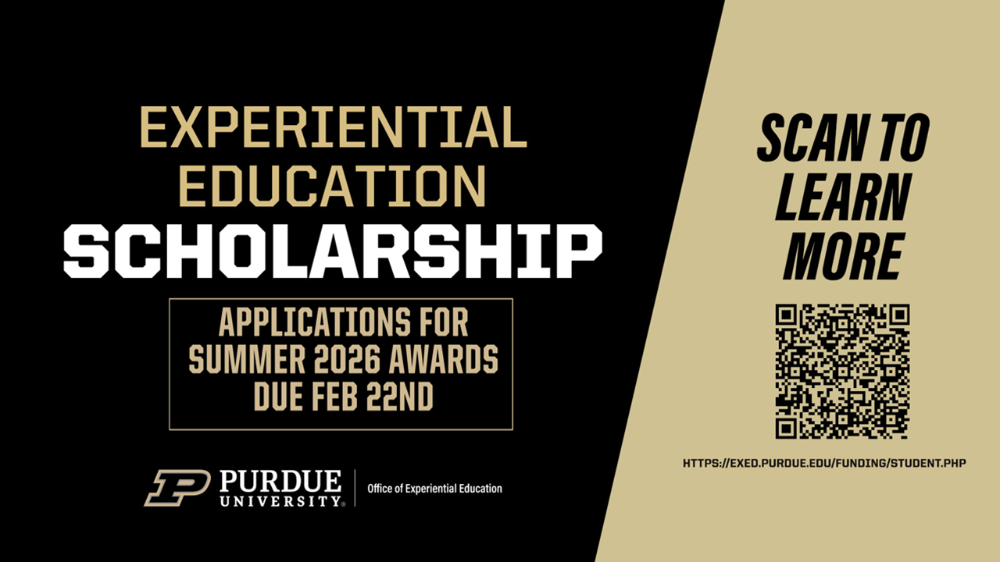 EXPERIENTIAL
EDUCATION
SCHOLARSHIP
APPLICATIONS FOR
SUMMER 2026 AWARDS
DUE FEB 22ND
P PURDUE
UNIVERSITY®
Office of Experiential Education
SCAN TO
LEARN
MORE
HTTPS://EXED.PURDUE.EDU/FUNDING/STUDENT.PHP